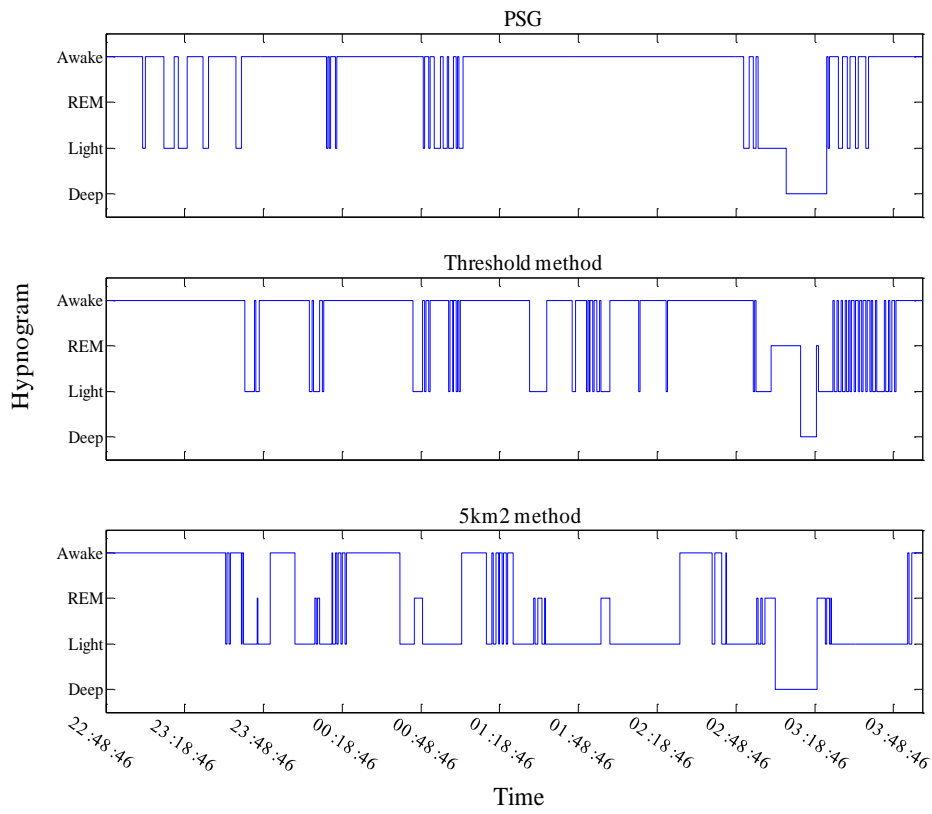 PSG
Awake
REM
Light
Deep
Threshold method
Awake
REM
Light
Deep
Hypnogram
5km2 method
Awake
REM
Light
Deep
22:48:46
23:18:46
23:48:46
00:18:46
00:48:46
01:18:46
01:48:46
02:18:46
02:48:46
03:18:46
03:48:46
Time